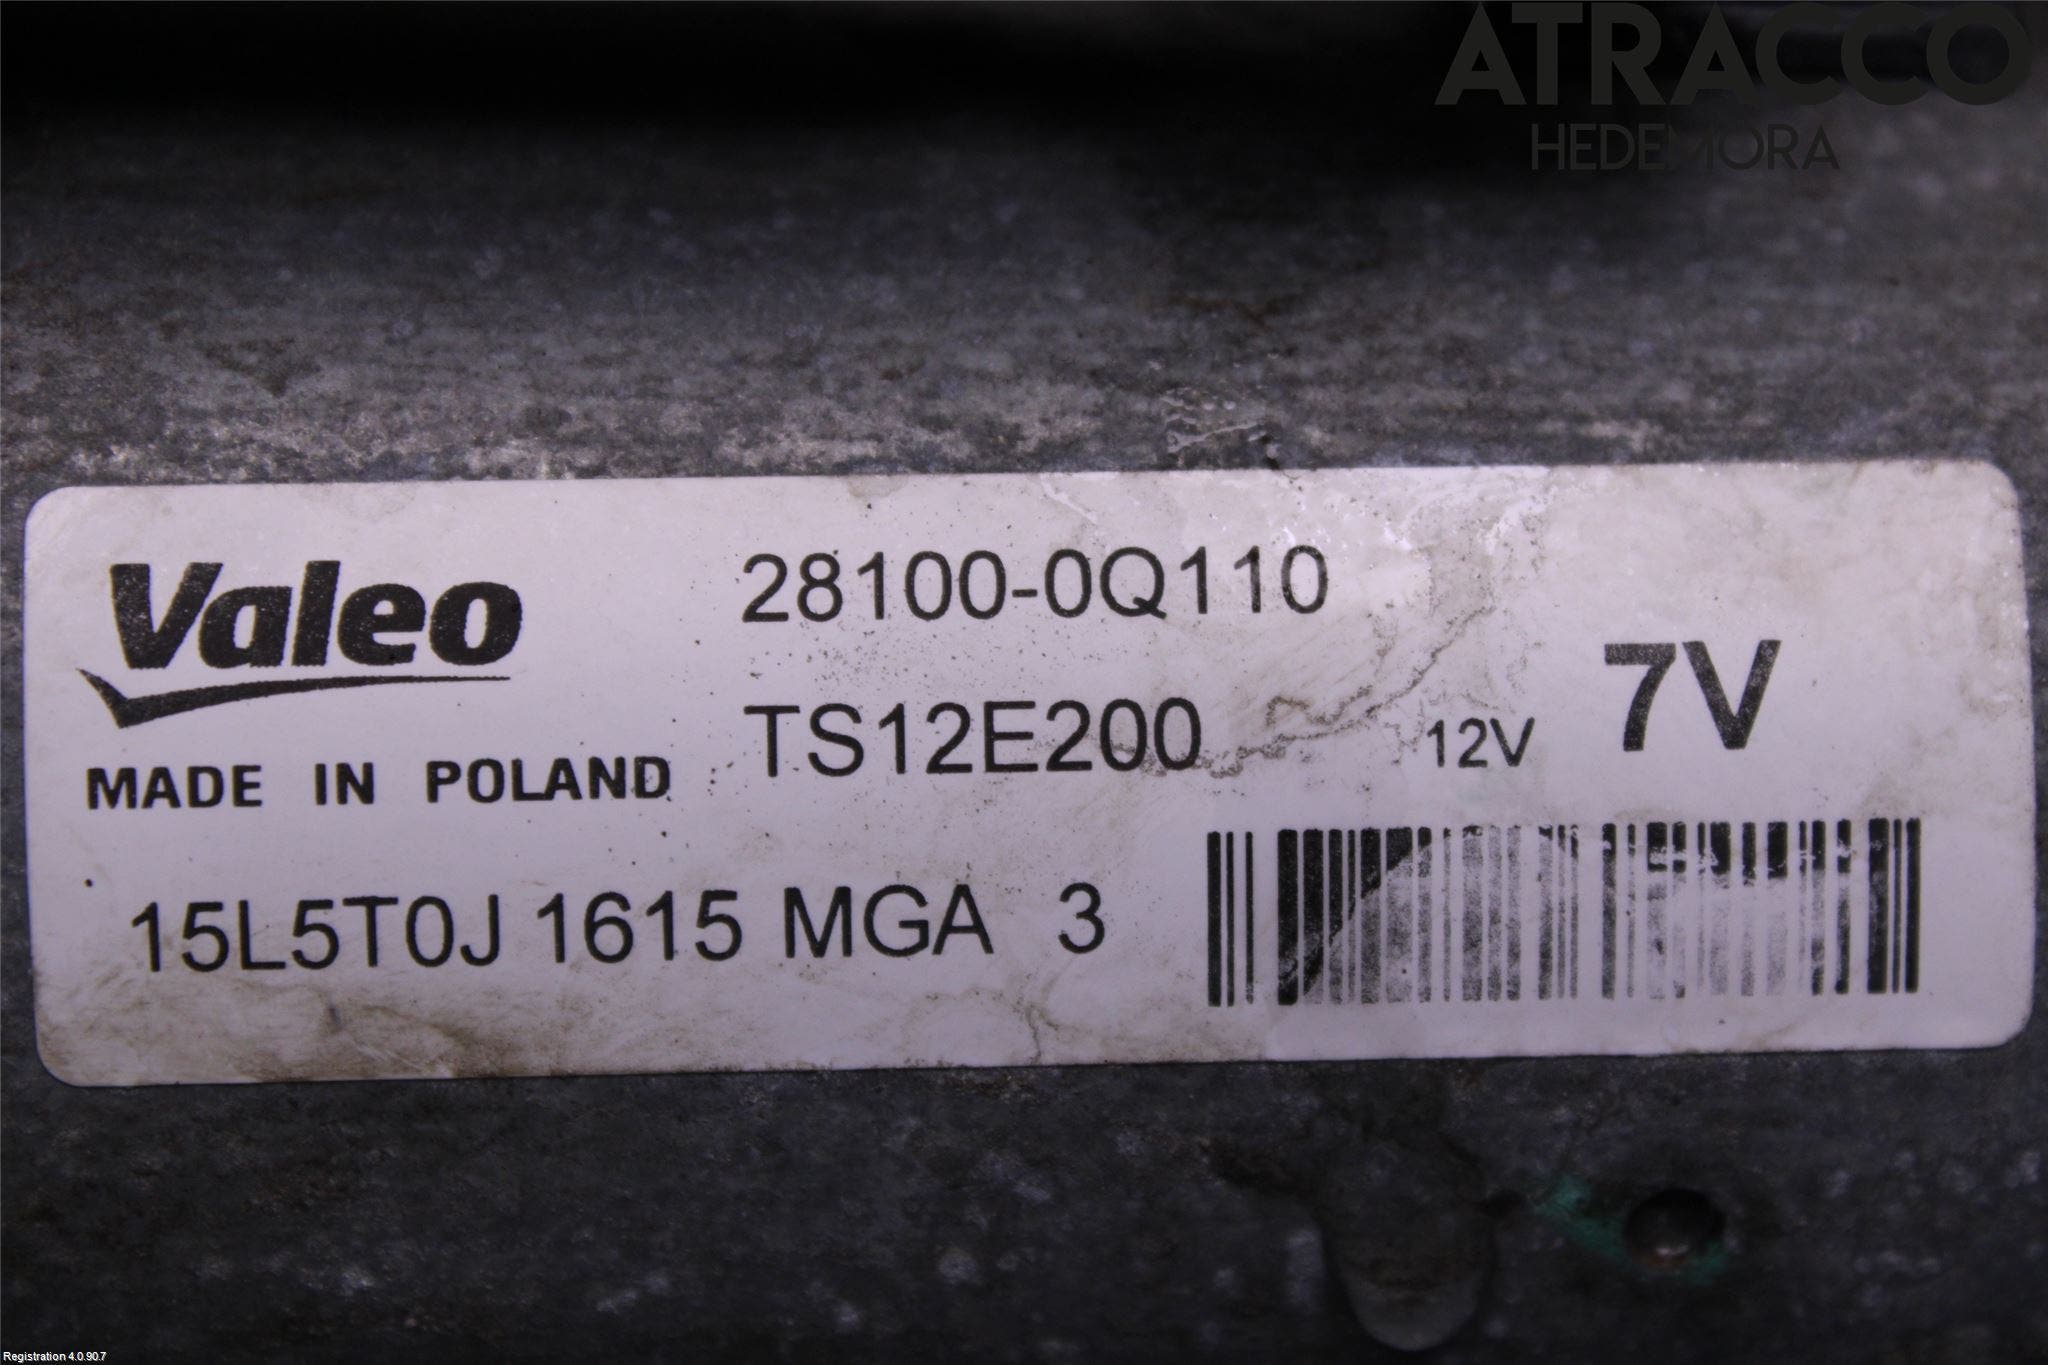 ATRACCO
HEDEMORA
Valeo
MADE IN POLAND
28100-0Q110
TS12E200
12V
7V
15L5T0J 1615 MGA 3
Registration 4.0.90.7